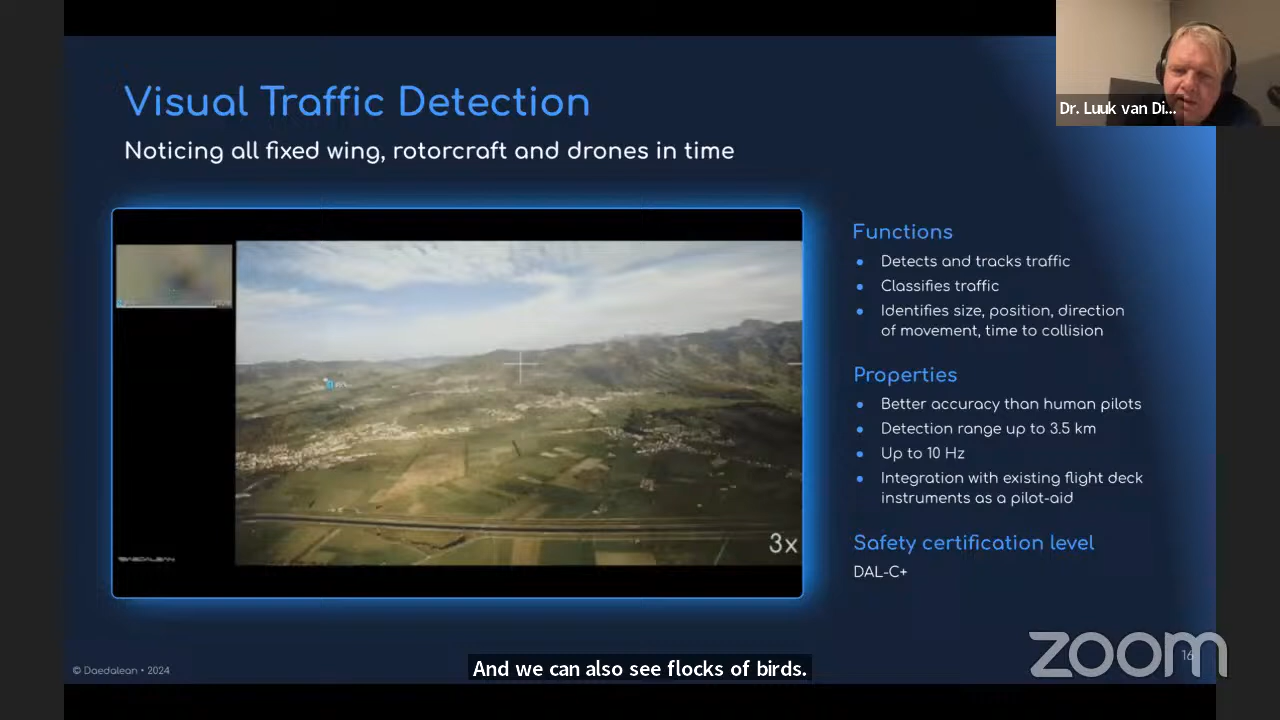 Visual Traffic Detection
Noticing all fixed wing, rotorcraft and drones in time
Dr. Luuk van Di...
Functions
• Detects and tracks traffic
• Classifies traffic
• Identifies size, position, direction
of movement, time to collision
Properties
• Better accuracy than human pilots
• Detection range up to 3.5 km
• Up to 10 Hz
• Integration with existing flight deck
instruments as a pilot-aid
Safety certification level
DAL-C+
3x
DAEDALEAN
© Daedalean • 2024
And we can also see flocks of birds.
zoom
16